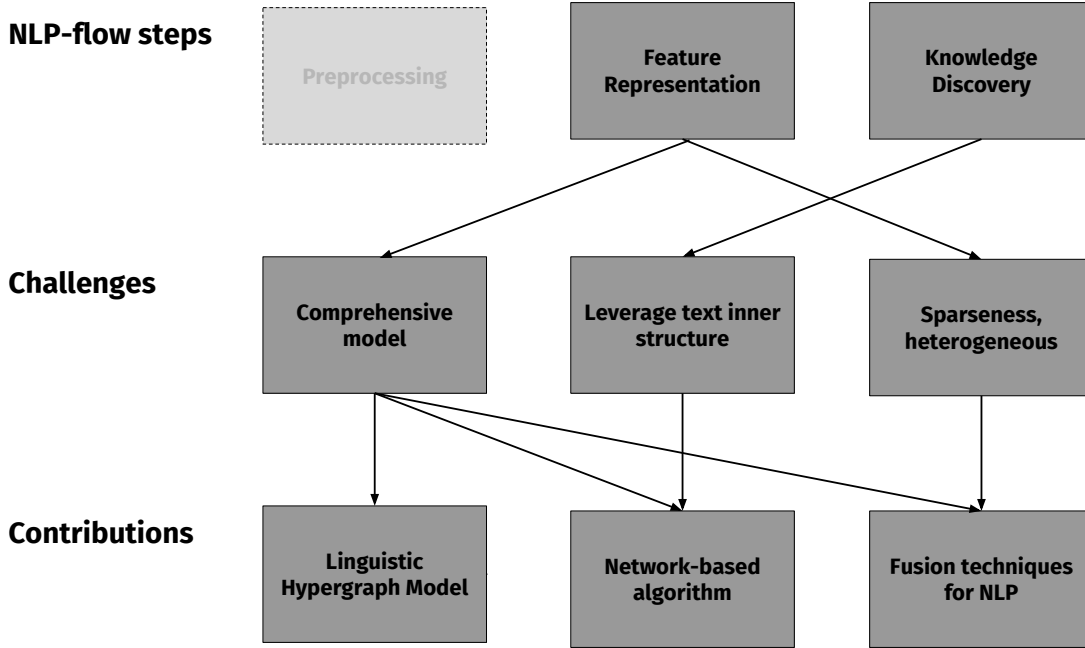 NLP-flow steps
Preprocessing
Feature
Representation
Knowledge
Discovery
Challenges
Comprehensive
model
Leverage text inner
structure
Sparseness,
heterogeneous
Contributions
Linguistic
Hypergraph Model
Network-based
algorithm
Fusion techniques
for NLP